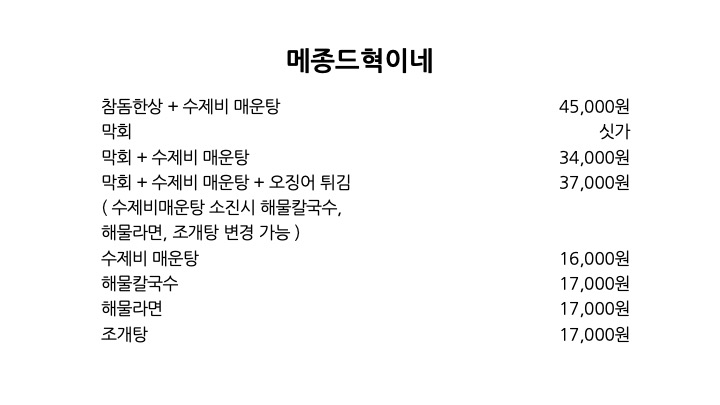 메종드혁이네
참돔한상 + 수제비 매운탕 45,000원
막회 싯가
막회 + 수제비 매운탕 34,000원
막회 + 수제비 매운탕 + 오징어 튀김 37,000원
( 수제비매운탕 소진시 해물칼국수,
해물라면, 조개탕 변경 가능 )
수제비 매운탕 16,000원
해물칼국수 17,000원
해물라면 17,000원
조개탕 17,000원